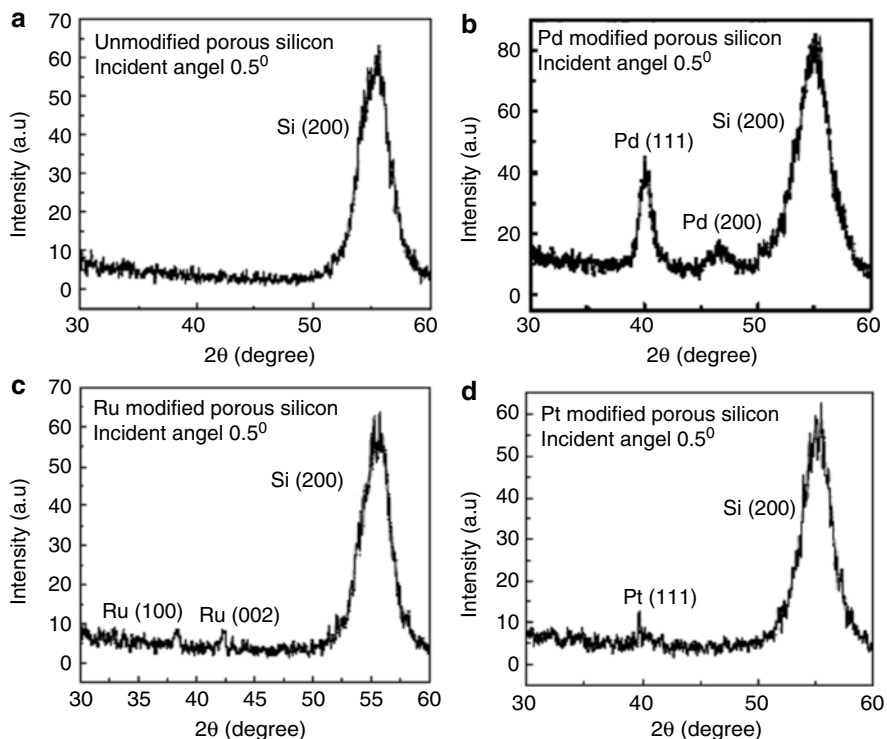 a
Unmodified porous silicon
Incident angel 0.5⁰
Si (200)
Intensity (a.u)
70
60
50
40
30
20
10
0
30
40
50
60
2θ (degree)
b
Pd modified porous silicon
Incident angel 0.5⁰
Si (200)
Pd (111)
Pd (200)
Intensity (a.u)
80
60
40
20
0
30
40
50
60
2θ (degree)
c
Ru modified porous silicon
Incident angel 0.5⁰
Si (200)
Ru (100)
Ru (002)
Intensity (a.u)
70
60
50
40
30
20
10
0
30
35
40
45
50
55
60
2θ (degree)
d
Pt modified porous silicon
Incident angel 0.5⁰
Si (200)
Pt (111)
Intensity (a.u)
60
50
40
30
20
10
0
30
40
50
60
2θ (degree)